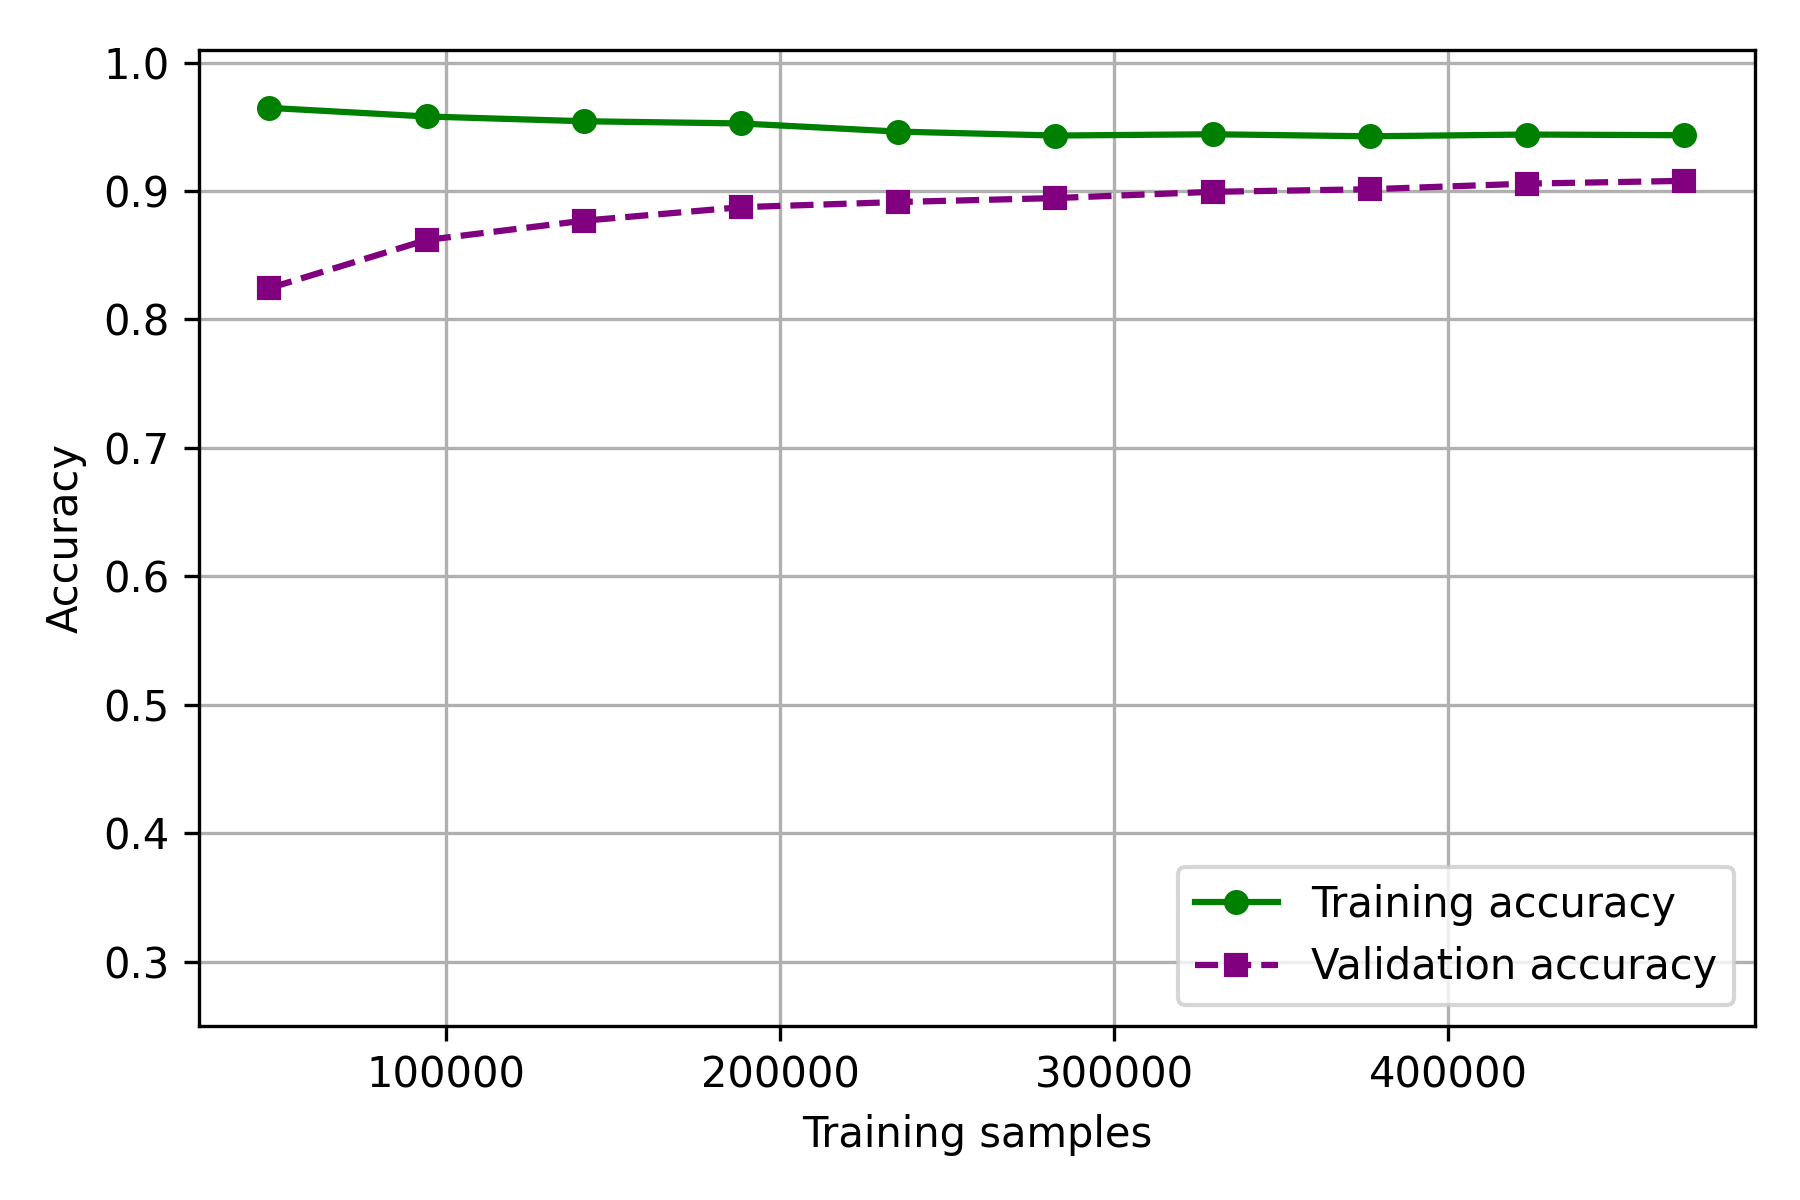 1.0
0.9
0.8
0.7
0.6
0.5
0.4
0.3
Accuracy
100000 200000 300000 400000
Training samples
Training accuracy
Validation accuracy